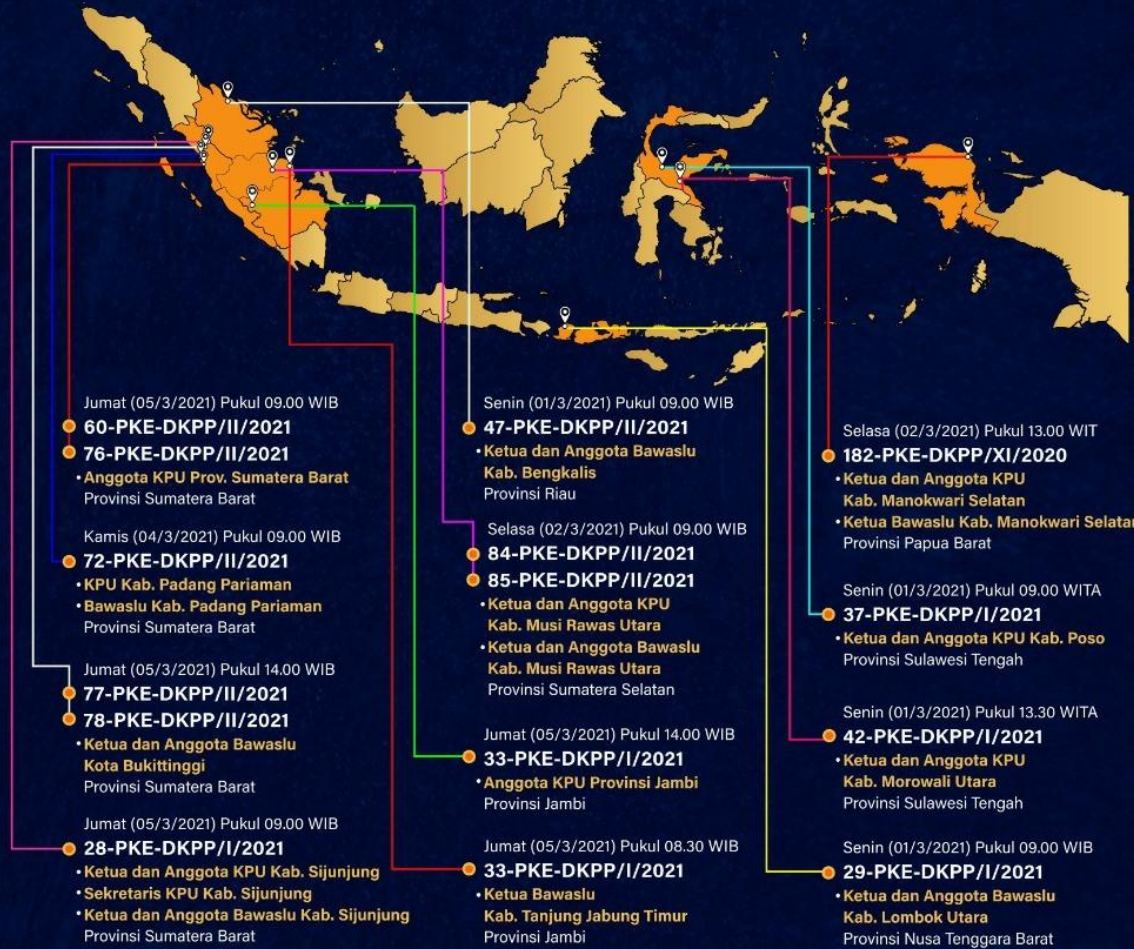 Jumat (05/3/2021) Pukul 09.00 WIB
60-PKE-DKPP/II/2021
76-PKE-DKPP/II/2021
• Anggota KPU Prov. Sumatera Barat
Provinsi Sumatera Barat
Kamis (04/3/2021) Pukul 09.00 WIB
72-PKE-DKPP/II/2021
• KPU Kab. Padang Pariaman
• Bawaslu Kab. Padang Pariaman
Provinsi Sumatera Barat
Jumat (05/3/2021) Pukul 14.00 WIB
77-PKE-DKPP/II/2021
78-PKE-DKPP/II/2021
• Ketua dan Anggota Bawaslu
Kota Bukittinggi
Provinsi Sumatera Barat
Jumat (05/3/2021) Pukul 09.00 WIB
28-PKE-DKPP/I/2021
• Ketua dan Anggota KPU Kab. Sijunjung
• Sekretaris KPU Kab. Sijunjung
• Ketua dan Anggota Bawaslu Kab. Sijunjung
Provinsi Sumatera Barat
Senin (01/3/2021) Pukul 09.00 WIB
47-PKE-DKPP/II/2021
• Ketua dan Anggota Bawaslu
Kab. Bengkalis
Provinsi Riau
Selasa (02/3/2021) Pukul 09.00 WIB
84-PKE-DKPP/II/2021
85-PKE-DKPP/II/2021
• Ketua dan Anggota KPU
Kab. Musi Rawas Utara
• Ketua dan Anggota Bawaslu
Kab. Musi Rawas Utara
Provinsi Sumatera Selatan
Jumat (05/3/2021) Pukul 14.00 WIB
33-PKE-DKPP/I/2021
• Anggota KPU Provinsi Jambi
Provinsi Jambi
Jumat (05/3/2021) Pukul 08.30 WIB
33-PKE-DKPP/I/2021
• Ketua Bawaslu
Kab. Tanjung Jabung Timur
Provinsi Jambi
Selasa (02/3/2021) Pukul 13.00 WIT
182-PKE-DKPP/XI/2020
• Ketua dan Anggota KPU
Kab. Manokwari Selatan
• Ketua Bawaslu Kab. Manokwari Selatan
Provinsi Papua Barat
Senin (01/3/2021) Pukul 09.00 WITA
37-PKE-DKPP/I/2021
• Ketua dan Anggota KPU Kab. Poso
Provinsi Sulawesi Tengah
Senin (01/3/2021) Pukul 13.30 WITA
42-PKE-DKPP/I/2021
• Ketua dan Anggota KPU
Kab. Morowali Utara
Provinsi Sulawesi Tengah
Senin (01/3/2021) Pukul 09.00 WIB
29-PKE-DKPP/I/2021
• Ketua dan Anggota Bawaslu
Kab. Lombok Utara
Provinsi Nusa Tenggara Barat